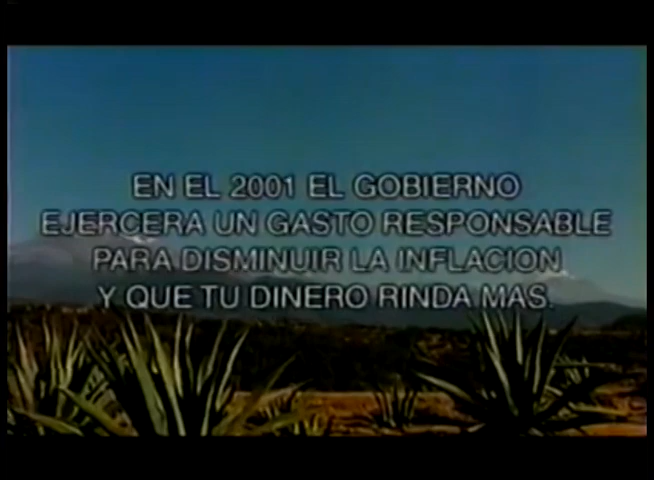 EN EL 2001 EL GOBIERNO
EJERCERA UN GASTO RESPONSABLE
PARA DISMINUIR LA INFLACION
Y QUE TU DINERO RINDA MAS.